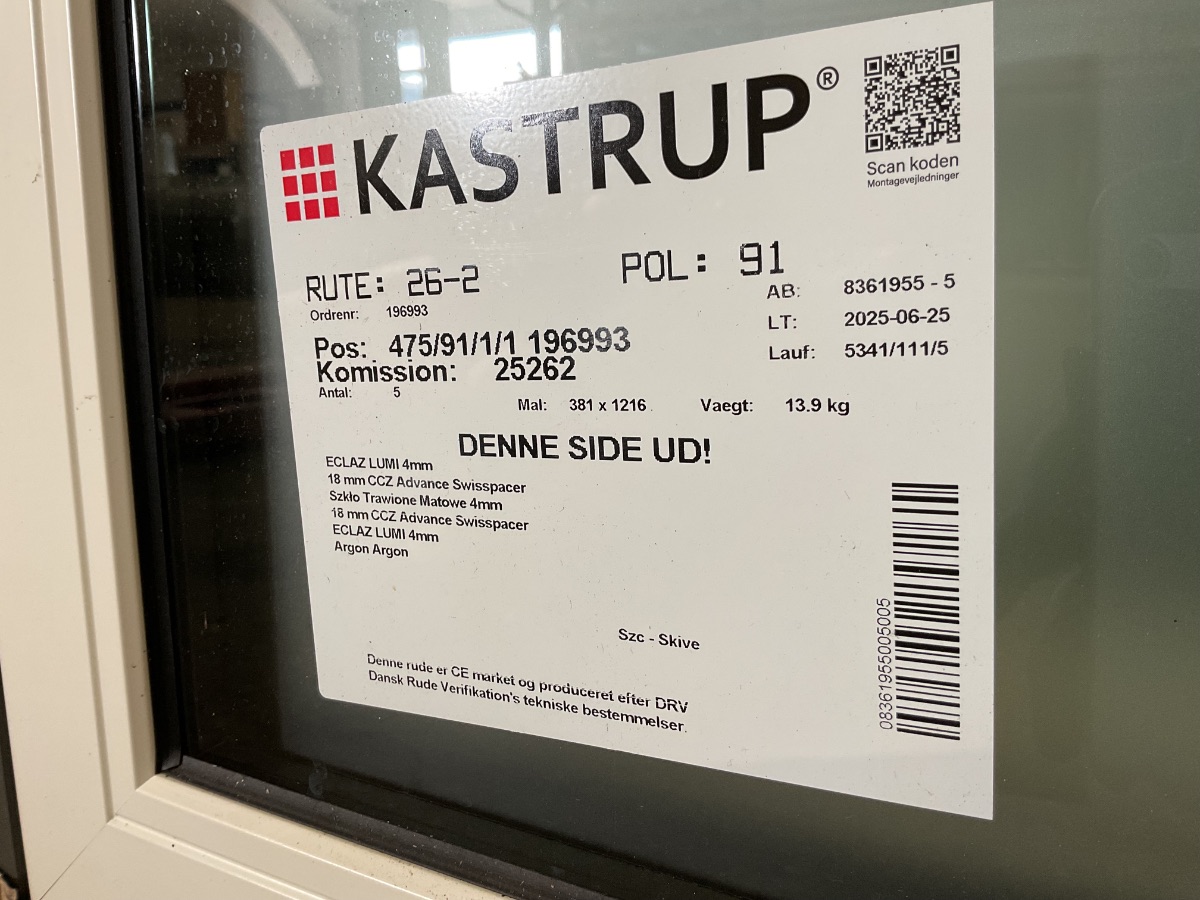 KASTRUP®
Scan koden
Montagevejledninger
RUTE: 26-2 POL: 91
Ordrenr: 196993
AB: 8361955 - 5
LT: 2025-06-25
Pos: 475/91/1/1 196993
Lauf: 5341/111/5
Komission: 25262
Antal: 5
Mal: 381 x 1216 Vaegt: 13.9 kg
DENNE SIDE UD!
ECLAZ LUMI 4mm
18 mm CCZ Advance Swisspacer
Szkło Trawione Matowe 4mm
18 mm CCZ Advance Swisspacer
ECLAZ LUMI 4mm
Argon Argon
Szc - Skive
Denne rude er CE market og produceret efter DRV
Dansk Rude Verifikation's tekniske bestemmelser.
08361955005005